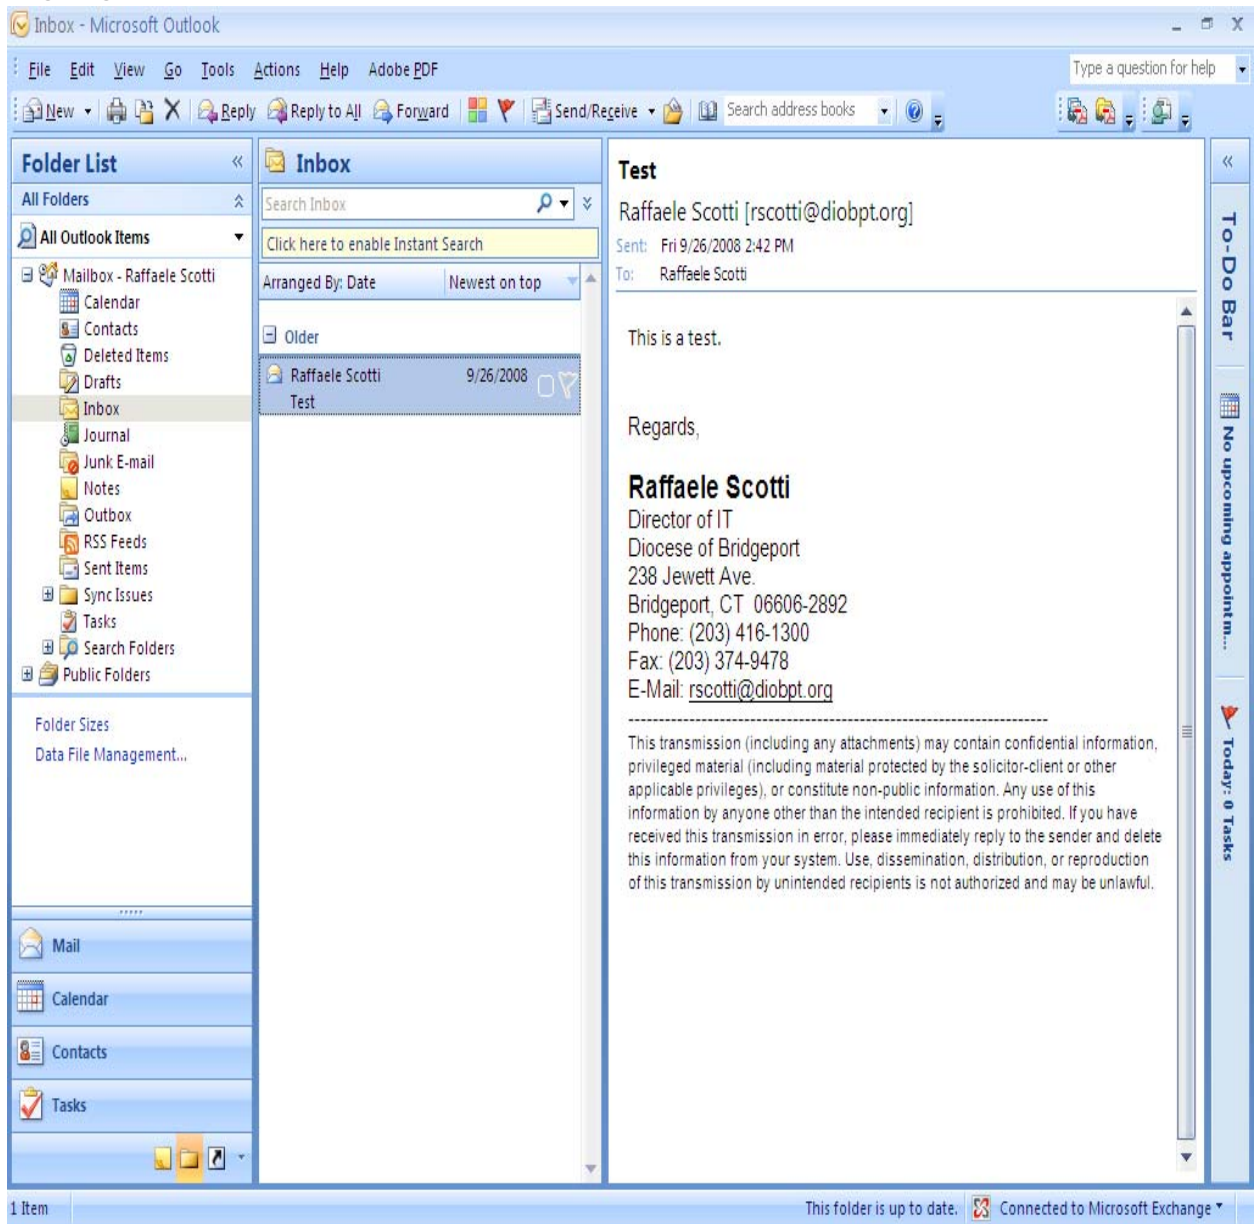 Inbox - Microsoft Outlook
File Edit View Go Tools Actions Help Adobe PDF
Type a question for help
New Reply Reply to All Forward Send/Receive Search address books
Folder List
All Folders
All Outlook Items
Mailbox - Raffaele Scotti
Calendar
Contacts
Deleted Items
Drafts
Inbox
Journal
Junk E-mail
Notes
Outbox
RSS Feeds
Sent Items
Sync Issues
Tasks
Search Folders
Public Folders
Folder Sizes
Data File Management...
Mail
Calendar
Contacts
Tasks
Inbox
Search Inbox
Click here to enable Instant Search
Arranged By: Date Newest on top
Older
Raffaele Scotti 9/26/2008
Test
Test
Raffaele Scotti [rscotti@diobpt.org]
Sent: Fri 9/26/2008 2:42 PM
To: Raffaele Scotti
This is a test.
Regards,
Raffaele Scotti
Director of IT
Diocese of Bridgeport
238 Jewett Ave.
Bridgeport, CT 06606-2892
Phone: (203) 416-1300
Fax: (203) 374-9478
E-Mail: rscotti@diobpt.org
----------------------------------------------------------------------
This transmission (including any attachments) may contain confidential information,
privileged material (including material protected by the solicitor-client or other
applicable privileges), or constitute non-public information. Any use of this
information by anyone other than the intended recipient is prohibited. If you have
received this transmission in error, please immediately reply to the sender and delete
this information from your system. Use, dissemination, distribution, or reproduction
of this transmission by unintended recipients is not authorized and may be unlawful.
To-Do Bar
No upcoming appointm...
Today: 0 Tasks
1 Item
This folder is up to date. Connected to Microsoft Exchange